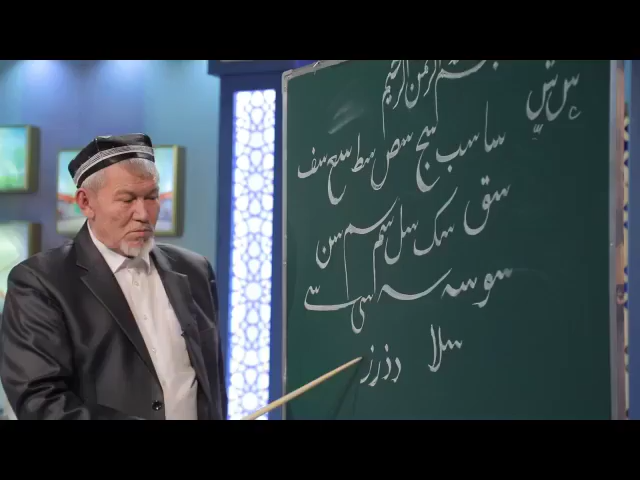 الرحمن الرحيم
سا سب سج سص سط سع سف
سق سک سل سم سن
سو سه سه سی سے
سلا د ذ ر ز